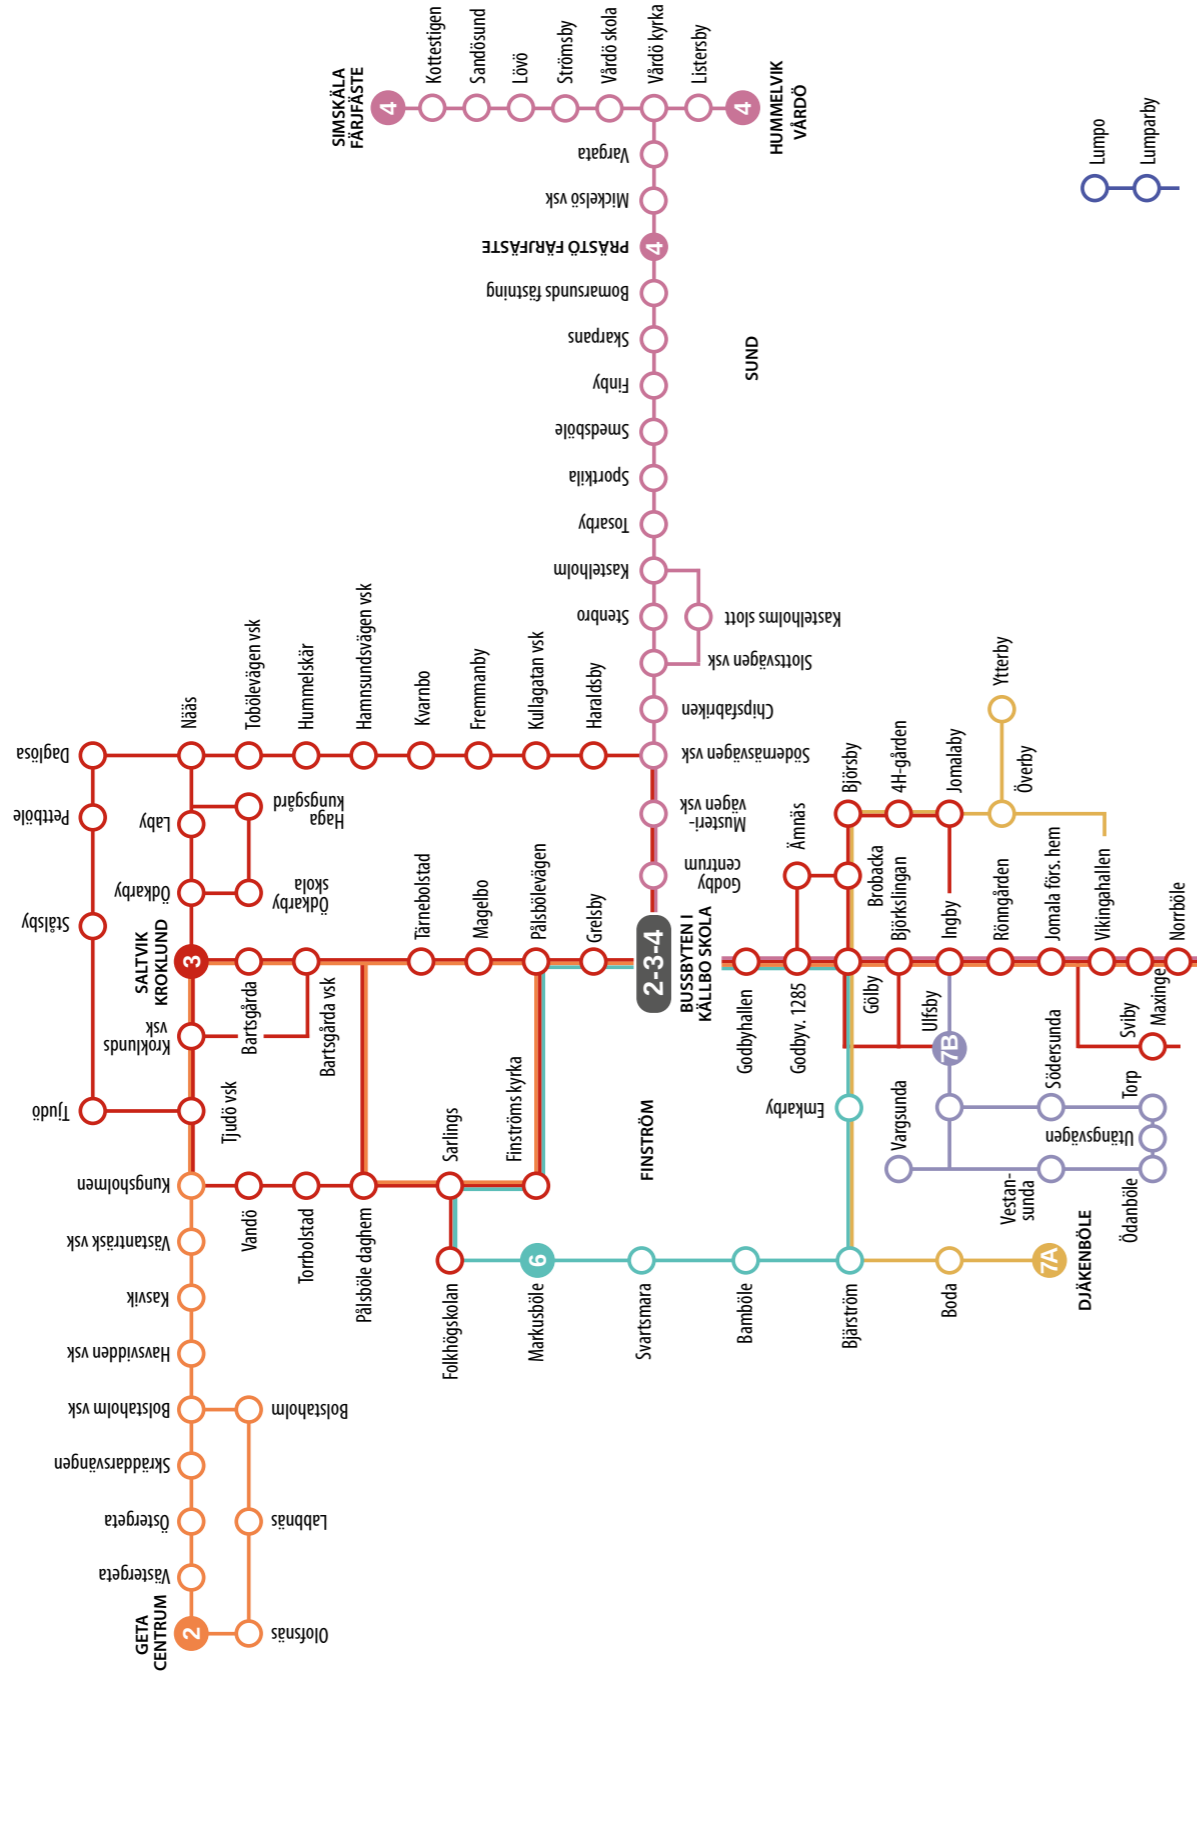 SIMSKÄLA
FÄRJFÄSTE
4
Kottestigen
Sandösund
Lövö
Strömsby
Vårdö skola
Vårdö kyrka
Listersby
4
HUMMELVIK
VÅRDÖ
Vargata
Mickelsö vsk
PRÄSTÖ FÄRJFÄSTE
4
Bomarsunds fästning
Skarpans
Finby
Smedsböle
Sportkila
Tosarby
Kastelholm
Stenbro
Kastelholms slott
Slottsvägen vsk
Chipsfabriken
Södernäsvägen vsk
Musteri-
vägen vsk
Godby
centrum
SUND
Lumpo
Lumparby
Daglösa
Pettböle
Stålsby
Tjudö
Nääs
Tobölevägen vsk
Hummelskär
Hamnsundsvägen vsk
Kvarnbo
Fremmanby
Kullagatan vsk
Haraldsby
Laby
Haga
kungsgård
Ödkarby
Ödkarby
skola
SALTVIK
KROKLUND
3
Kroklunds
vsk
Bartsgårda
Bartsgårda vsk
Tjudö vsk
Tärnebolstad
Magelbo
Pålsbölevägen
Grelsby
2-3-4
BUSSBYTEN I
KÄLLBO SKOLA
Kungsholmen
Västanträsk vsk
Kasvik
Havsvidden vsk
Bolstaholm vsk
Skräddarsvängen
Östergeta
Västergeta
GETA
CENTRUM
2
Olofsnäs
Labbnäs
Bolstaholm
Vandö
Torrbolstad
Pålsböle daghem
Sarlings
Finströms kyrka
Folkhögskolan
Markusböle
6
Svartsmara
Bamböle
Bjärström
Boda
7A
DJÄKENBÖLE
FINSTRÖM
Emkarby
Godbyhallen
Godbyv. 1285
Ämnäs
Brobacka
Björsby
4H-gården
Jomalaby
Ytterby
Överby
Gölby
Björkslingan
Ingby
Ulfsby
7B
Rönngården
Jomala förs. hem
Vikingahallen
Norrböle
Maxinge
Sviby
Södersunda
Torp
Utängsvägen
Vargsunda
Vestan-
sunda
Ödanböle